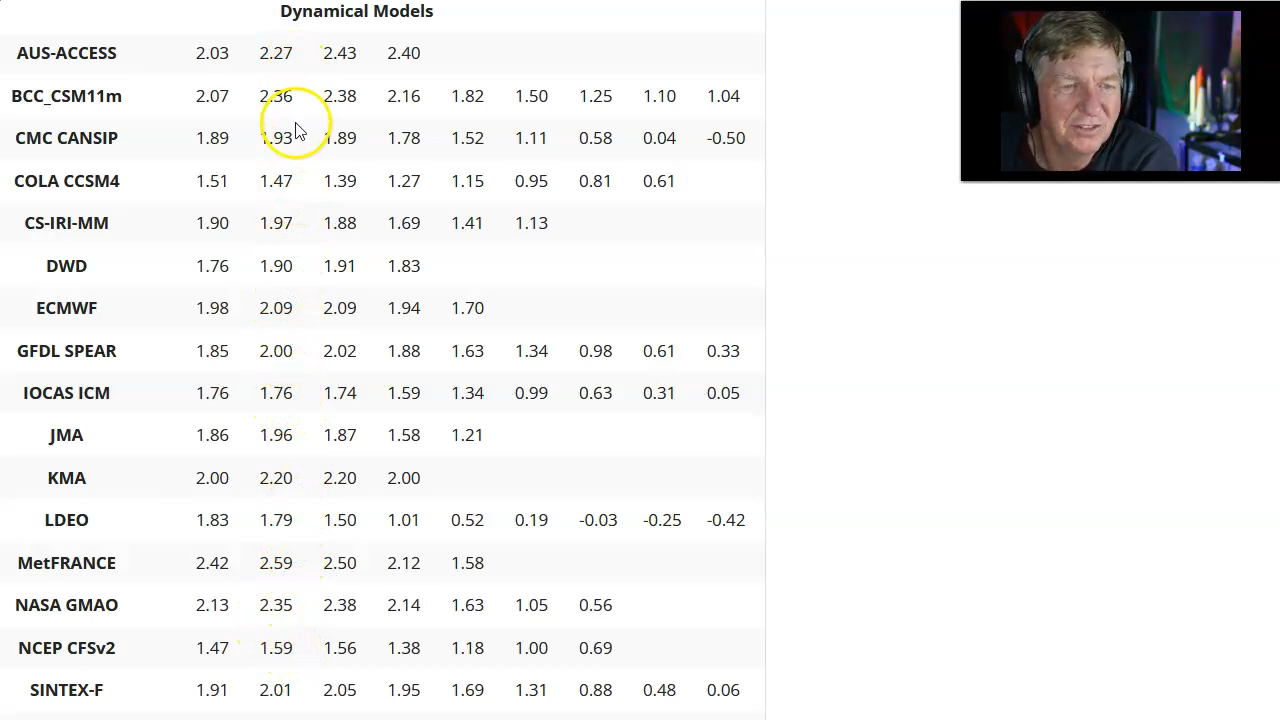 Dynamical Models
AUS-ACCESS 2.03 2.27 2.43 2.40
BCC_CSM11m 2.07 2.36 2.38 2.16 1.82 1.50 1.25 1.10 1.04
CMC CANSIP 1.89 1.93 1.89 1.78 1.52 1.11 0.58 0.04 -0.50
COLA CCSM4 1.51 1.47 1.39 1.27 1.15 0.95 0.81 0.61
CS-IRI-MM 1.90 1.97 1.88 1.69 1.41 1.13
DWD 1.76 1.90 1.91 1.83
ECMWF 1.98 2.09 2.09 1.94 1.70
GFDL SPEAR 1.85 2.00 2.02 1.88 1.63 1.34 0.98 0.61 0.33
IOCAS ICM 1.76 1.76 1.74 1.59 1.34 0.99 0.63 0.31 0.05
JMA 1.86 1.96 1.87 1.58 1.21
KMA 2.00 2.20 2.20 2.00
LDEO 1.83 1.79 1.50 1.01 0.52 0.19 -0.03 -0.25 -0.42
MetFRANCE 2.42 2.59 2.50 2.12 1.58
NASA GMAO 2.13 2.35 2.38 2.14 1.63 1.05 0.56
NCEP CFSv2 1.47 1.59 1.56 1.38 1.18 1.00 0.69
SINTEX-F 1.91 2.01 2.05 1.95 1.69 1.31 0.88 0.48 0.06